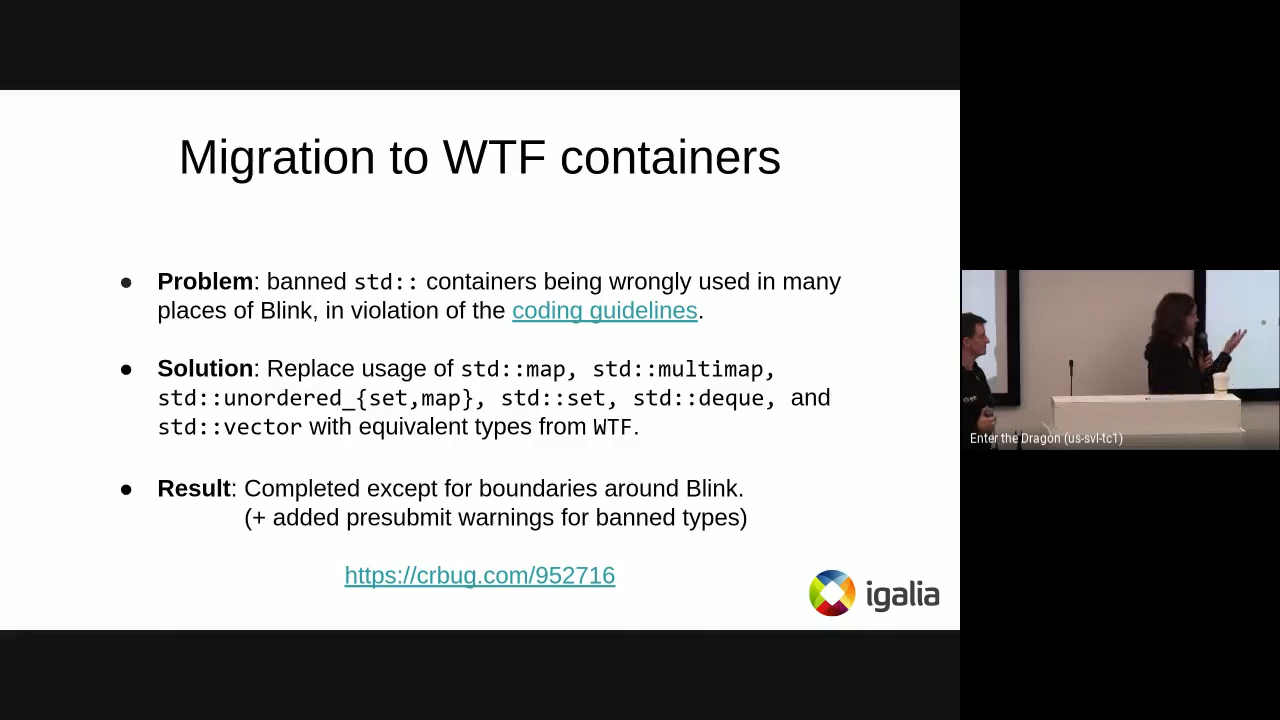 Migration to WTF containers
● Problem: banned std:: containers being wrongly used in many
places of Blink, in violation of the coding guidelines.
● Solution: Replace usage of std::map, std::multimap,
std::unordered_{set,map}, std::set, std::deque, and
std::vector with equivalent types from WTF.
● Result: Completed except for boundaries around Blink.
(+ added presubmit warnings for banned types)
https://crbug.com/952716
igalia
Enter the Dragon (us-svl-tc1)